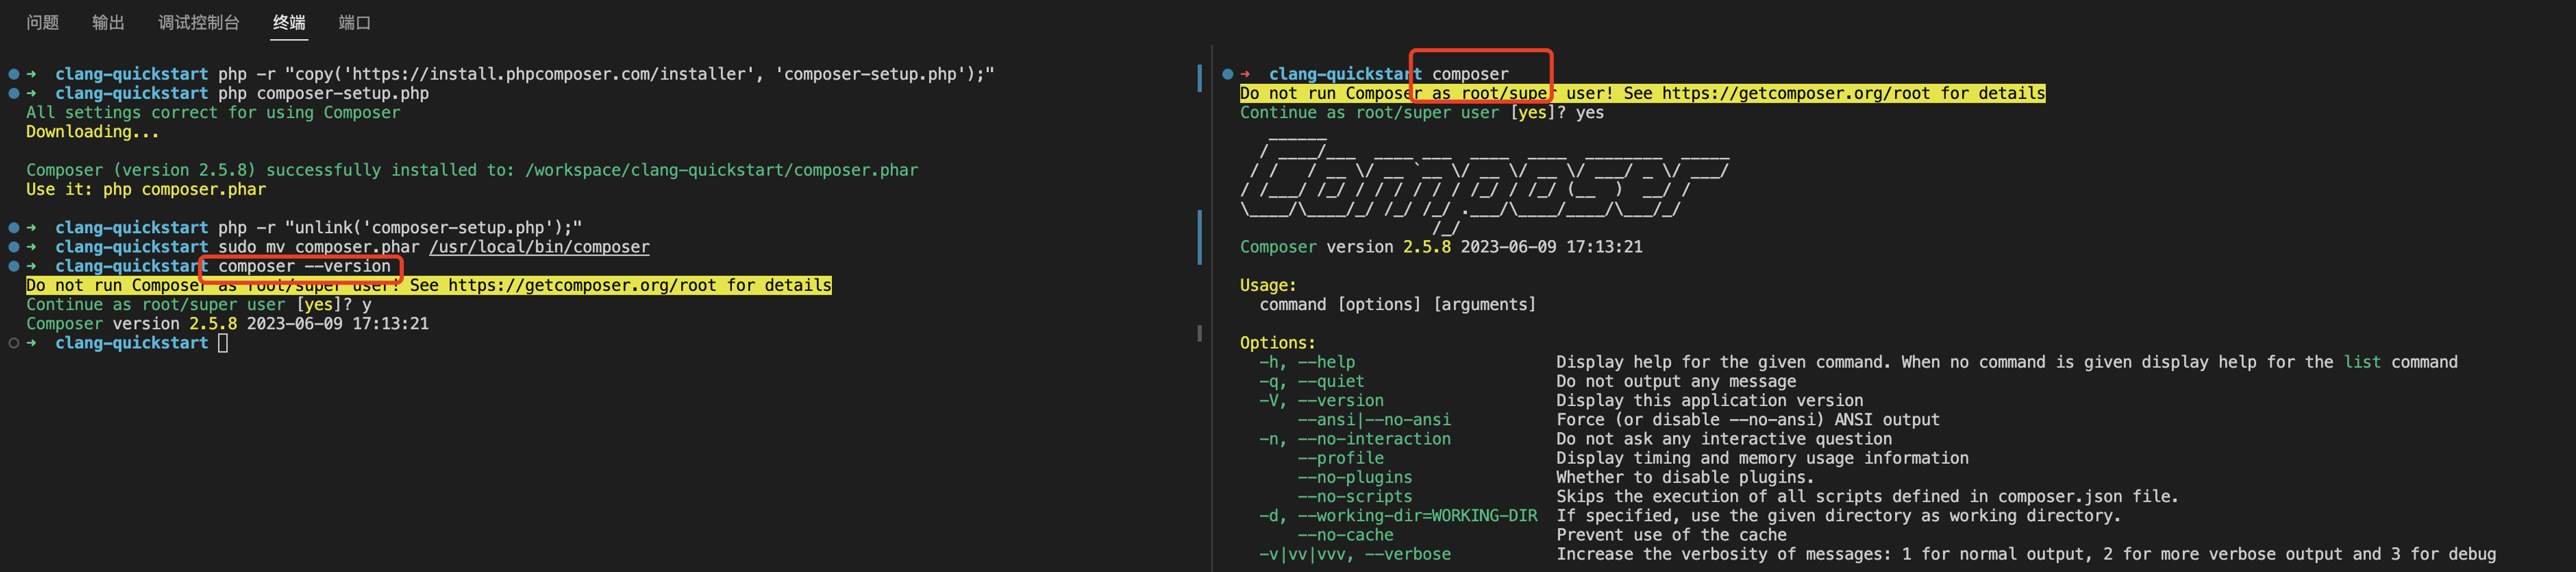 问题 输出 调试控制台 终端 端口
➜ clang-quickstart php -r "copy('https://install.phpcomposer.com/installer', 'composer-setup.php');"
➜ clang-quickstart php composer-setup.php
All settings correct for using Composer
Downloading...
Composer (version 2.5.8) successfully installed to: /workspace/clang-quickstart/composer.phar
Use it: php composer.phar
➜ clang-quickstart php -r "unlink('composer-setup.php');"
➜ clang-quickstart sudo mv composer.phar /usr/local/bin/composer
➜ clang-quickstart composer --version
Do not run Composer as root/super user! See https://getcomposer.org/root for details
Continue as root/super user [yes]? y
Composer version 2.5.8 2023-06-09 17:13:21
➜ clang-quickstart
➜ clang-quickstart composer
Do not run Composer as root/super user! See https://getcomposer.org/root for details
Continue as root/super user [yes]? yes
Composer
Composer version 2.5.8 2023-06-09 17:13:21
Usage:
command [options] [arguments]
Options:
-h, --help Display help for the given command. When no command is given display help for the list command
-q, --quiet Do not output any message
-V, --version Display this application version
--ansi|--no-ansi Force (or disable --no-ansi) ANSI output
-n, --no-interaction Do not ask any interactive question
--profile Display timing and memory usage information
--no-plugins Whether to disable plugins.
--no-scripts Skips the execution of all scripts defined in composer.json file.
-d, --working-dir=WORKING-DIR If specified, use the given directory as working directory.
--no-cache Prevent use of the cache
-v|vv|vvv, --verbose Increase the verbosity of messages: 1 for normal output, 2 for more verbose output and 3 for debug